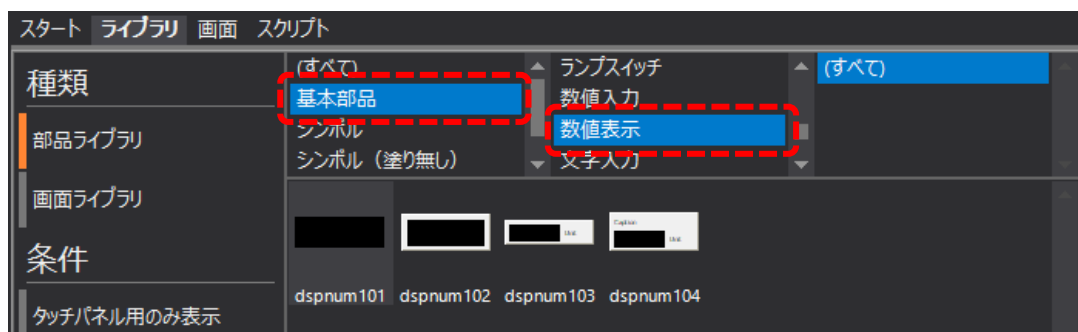 スタート ライブラリ 画面 スクリプト
種類
部品ライブラリ
画面ライブラリ
条件
タッチパネル用のみ表示
(すべて)
基本部品
シンボル
シンボル（塗り無し）
ランプスイッチ
数値入力
数値表示
文字入力
(すべて)
Unit
Caption
Unit
dspnum101 dspnum102 dspnum103 dspnum104